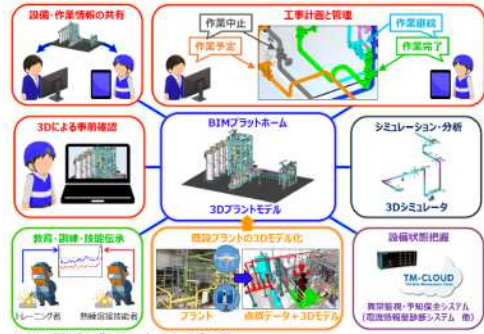 設備・作業情報の共有
工事計画と管理
作業中止
作業継続
作業予定
作業完了
3Dによる事前確認
BIMプラットホーム
3Dプラントモデル
シミュレーション・分析
3Dシミュレータ
教育・訓練・技能伝承
トレーニング者
熟練溶接技能者
既設プラントの3Dモデル化
プラント
点群データ+3Dモデル
設備状態把握
TM-CLOUD
異常監視・予知保全システム
(電流情報量診断システム 他)